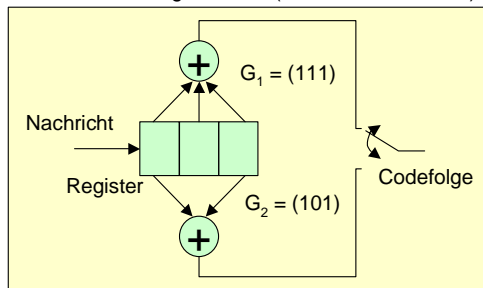 +
G1 = (111)
Nachricht
Register
Codefolge
G2 = (101)
+